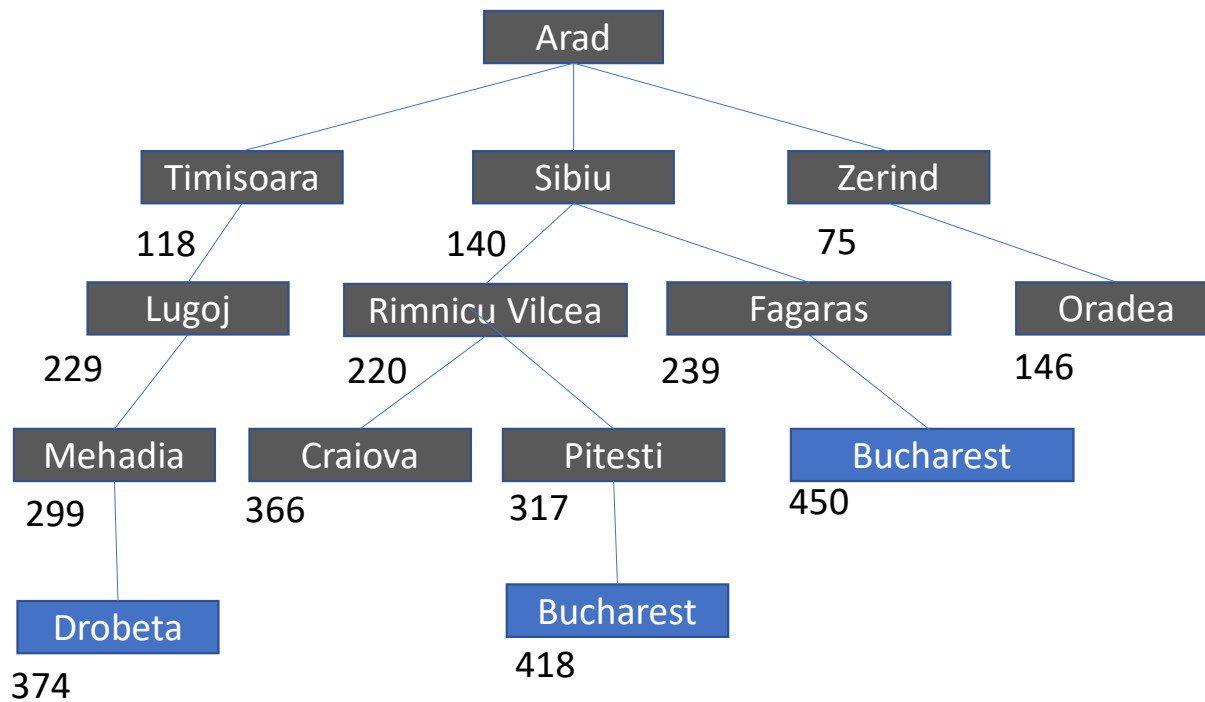 Arad
Timisoara
Sibiu
Zerind
118
140
75
Lugoj
Rimnicu Vilcea
Fagaras
Oradea
229
220
239
146
Mehadia
Craiova
Pitesti
Bucharest
299
366
317
450
Drobeta
Bucharest
374
418